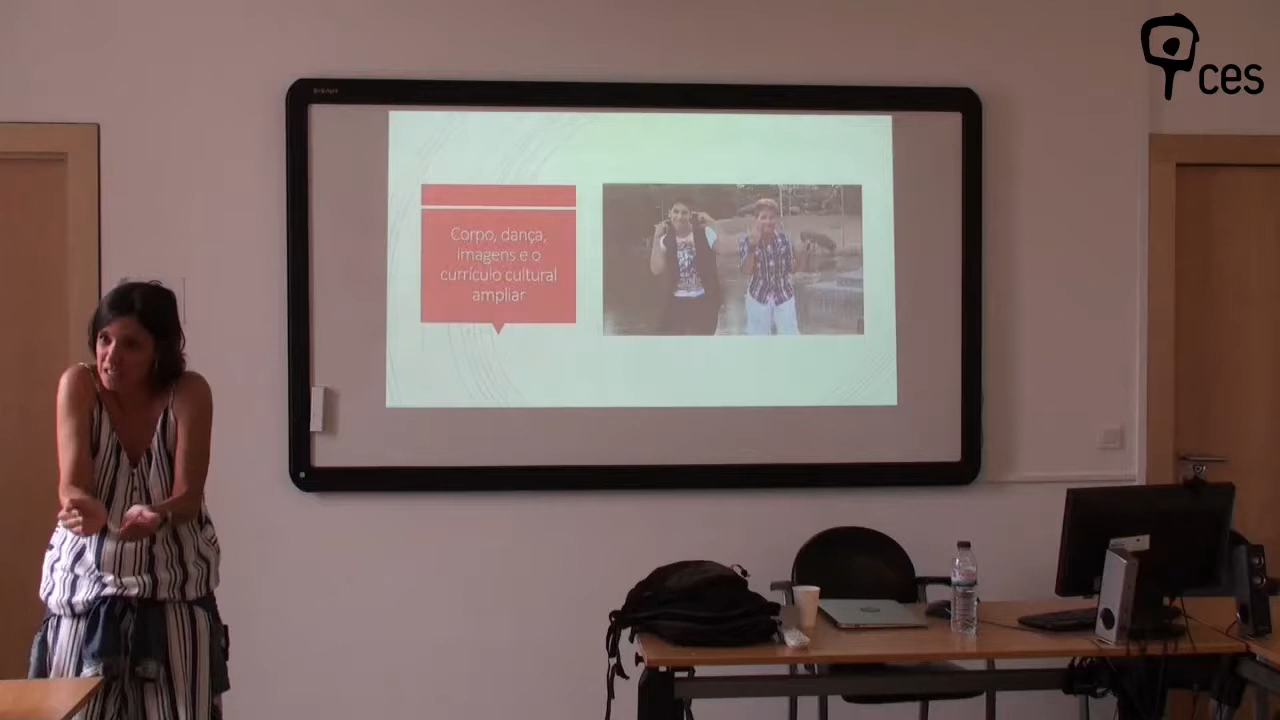 ces
Corpo, dança,
imagens e o
currículo cultural
ampliar